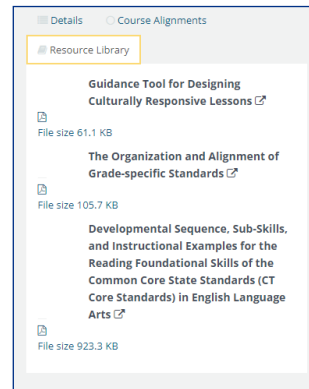 Details Course Alignments
Resource Library
Guidance Tool for Designing
Culturally Responsive Lessons
File size 61.1 KB
The Organization and Alignment of
Grade-specific Standards
File size 105.7 KB
Developmental Sequence, Sub-Skills,
and Instructional Examples for the
Reading Foundational Skills of the
Common Core State Standards (CT
Core Standards) in English Language
Arts
File size 923.3 KB